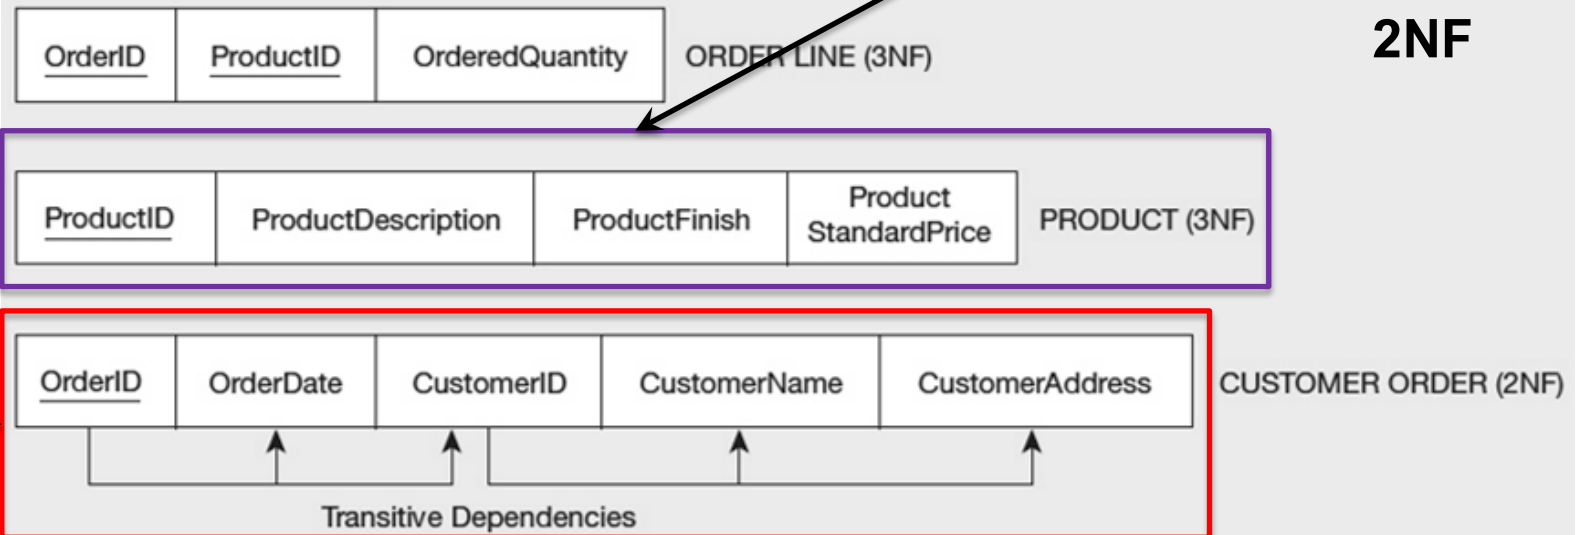 2NF
OrderID ProductID OrderedQuantity ORDER LINE (3NF)
ProductID ProductDescription ProductFinish Product
StandardPrice PRODUCT (3NF)
OrderID OrderDate CustomerID CustomerName CustomerAddress CUSTOMER ORDER (2NF)
Transitive Dependencies